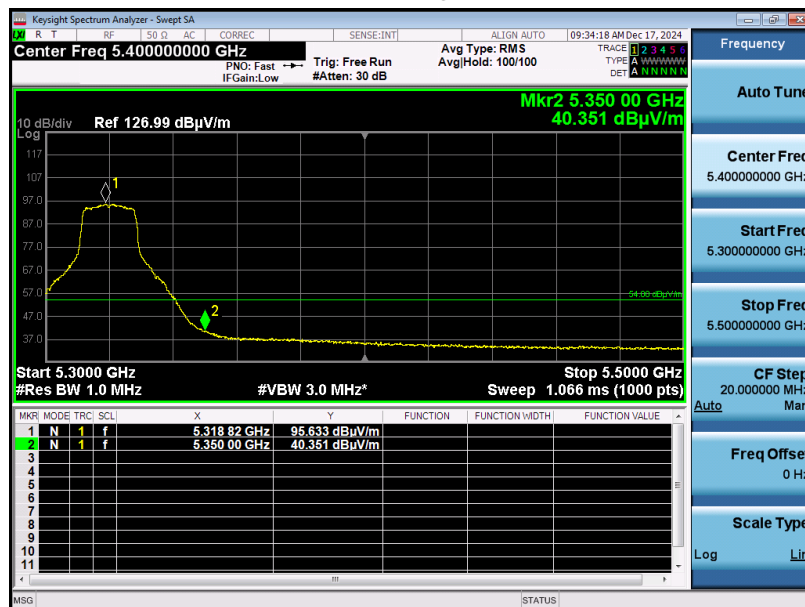 Keysight Spectrum Analyzer - Swept SA
LXI R T RF 50 Ω AC CORREC SENSE:INT ALIGN AUTO 09:34:18 AM Dec 17, 2024
Center Freq 5.400000000 GHz
PNO: Fast
IFGain:Low
Trig: Free Run
#Atten: 30 dB
Avg Type: RMS
Avg|Hold: 100/100
TRACE 1 2 3 4 5 6
TYPE A WWWWW
DET A N N N N N
Mkr2 5.350 00 GHz
40.351 dBµV/m
10 dB/div Ref 126.99 dBµV/m
Log
117
107
97.0
87.0
77.0
67.0
57.0
47.0
37.0
1
2
54.00 dBµV/m
Start 5.3000 GHz Stop 5.5000 GHz
#Res BW 1.0 MHz #VBW 3.0 MHz* Sweep 1.066 ms (1000 pts)
MKR MODE TRC SCL X Y FUNCTION FUNCTION WIDTH FUNCTION VALUE
1 N 1 f 5.318 82 GHz 95.633 dBµV/m
2 N 1 f 5.350 00 GHz 40.351 dBµV/m
3
4
5
6
7
8
9
10
11
MSG STATUS
Frequency
Auto Tune
Center Freq
5.400000000 GHz
Start Freq
5.300000000 GHz
Stop Freq
5.500000000 GHz
CF Step
20.000000 MHz
Auto Man
Freq Offset
0 Hz
Scale Type
Log Lin